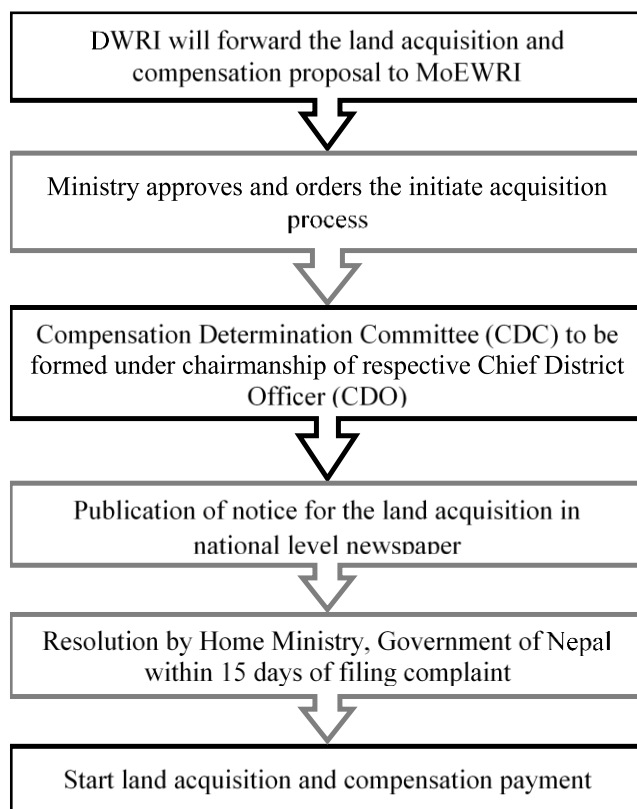 DWRI will forward the land acquisition and
compensation proposal to MoEWRI
Ministry approves and orders the initiate acquisition
process
Compensation Determination Committee (CDC) to be
formed under chairmanship of respective Chief District
Officer (CDO)
Publication of notice for the land acquisition in
national level newspaper
Resolution by Home Ministry, Government of Nepal
within 15 days of filing complaint
Start land acquisition and compensation payment